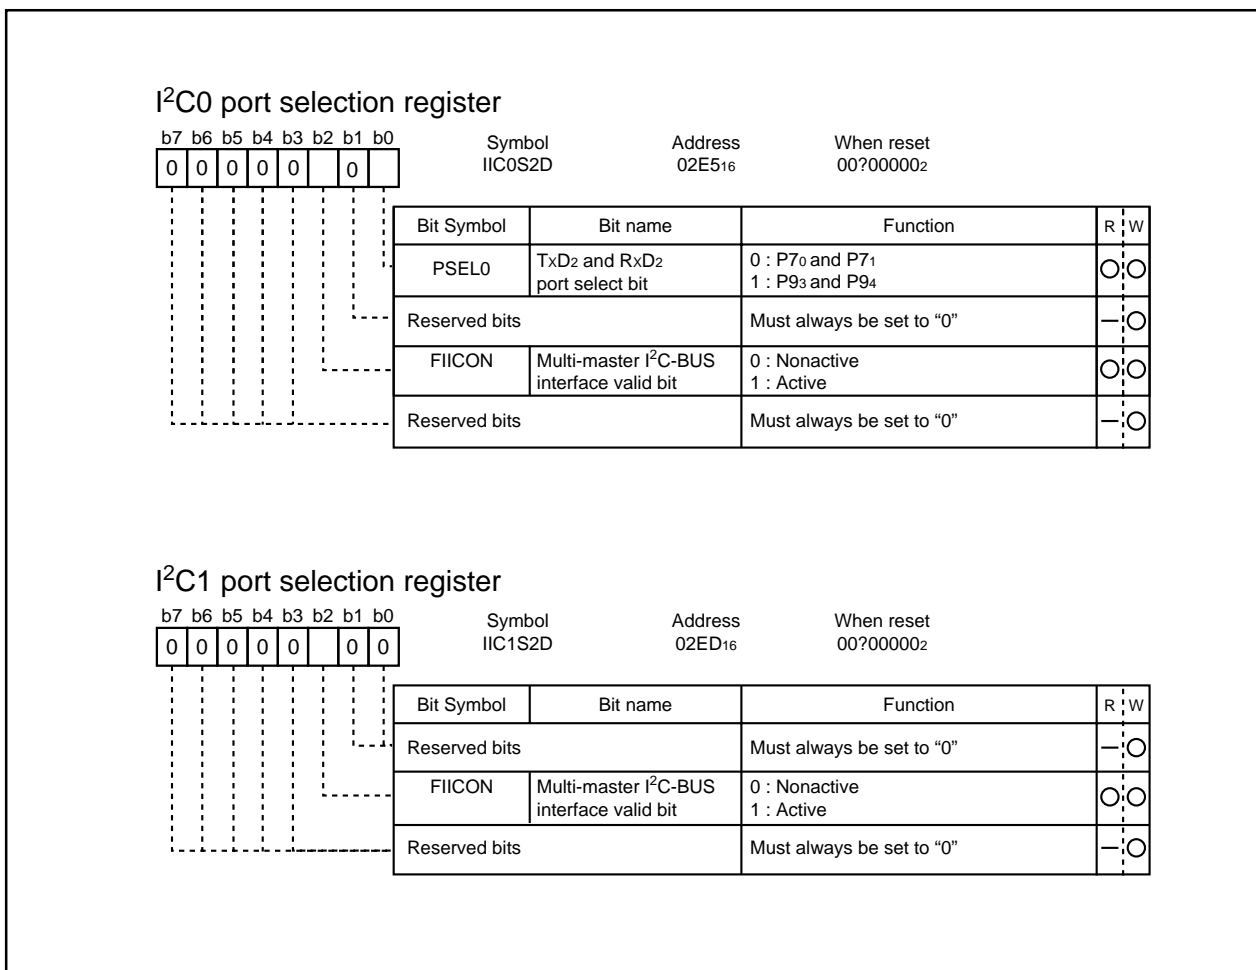 I²C0 port selection register
b7 b6 b5 b4 b3 b2 b1 b0 Symbol Address When reset
0 0 0 0 0 0 IIC0S2D 02E5₁₆ 00?00000₂
Bit Symbol Bit name Function R W
PSEL0 TxD₂ and RxD₂ 0 : P7₀ and P7₁
port select bit 1 : P9₃ and P9₄
Reserved bits Must always be set to “0” –
FIICON Multi-master I²C-BUS 0 : Nonactive
interface valid bit 1 : Active
Reserved bits Must always be set to “0” –
I²C1 port selection register
b7 b6 b5 b4 b3 b2 b1 b0 Symbol Address When reset
0 0 0 0 0 0 0 IIC1S2D 02ED₁₆ 00?00000₂
Bit Symbol Bit name Function R W
Reserved bits Must always be set to “0” –
FIICON Multi-master I²C-BUS 0 : Nonactive
interface valid bit 1 : Active
Reserved bits Must always be set to “0” –